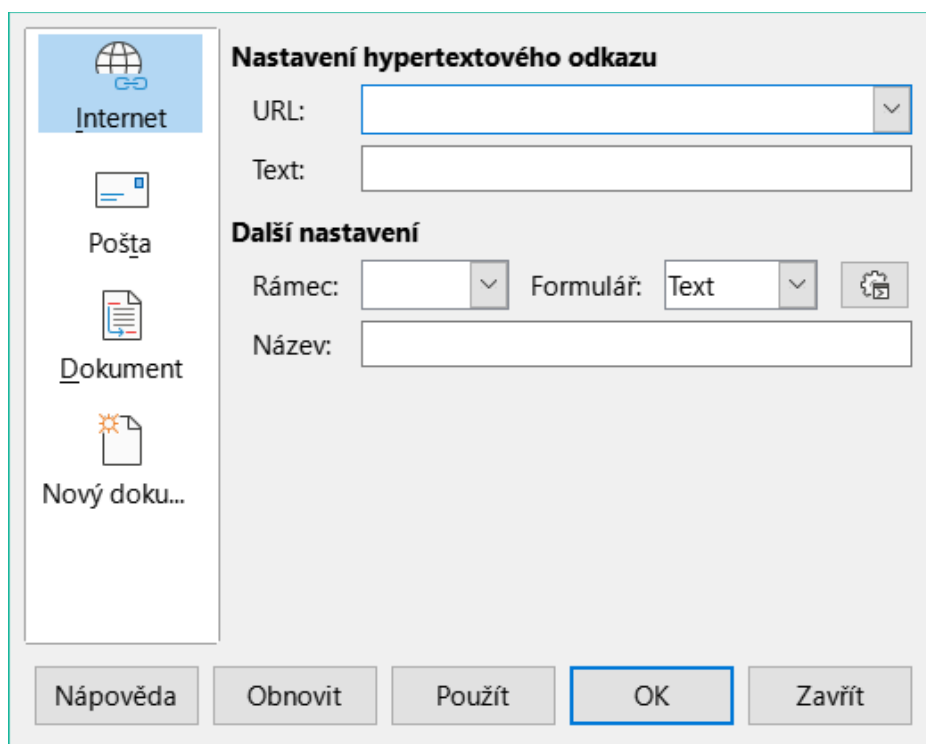 Internet
Pošta
Dokument
Nový doku...
Nastavení hypertextového odkazu
URL:
Text:
Další nastavení
Rámec: Formulář: Text
Název:
Nápověda Obnovit Použít OK Zavřít